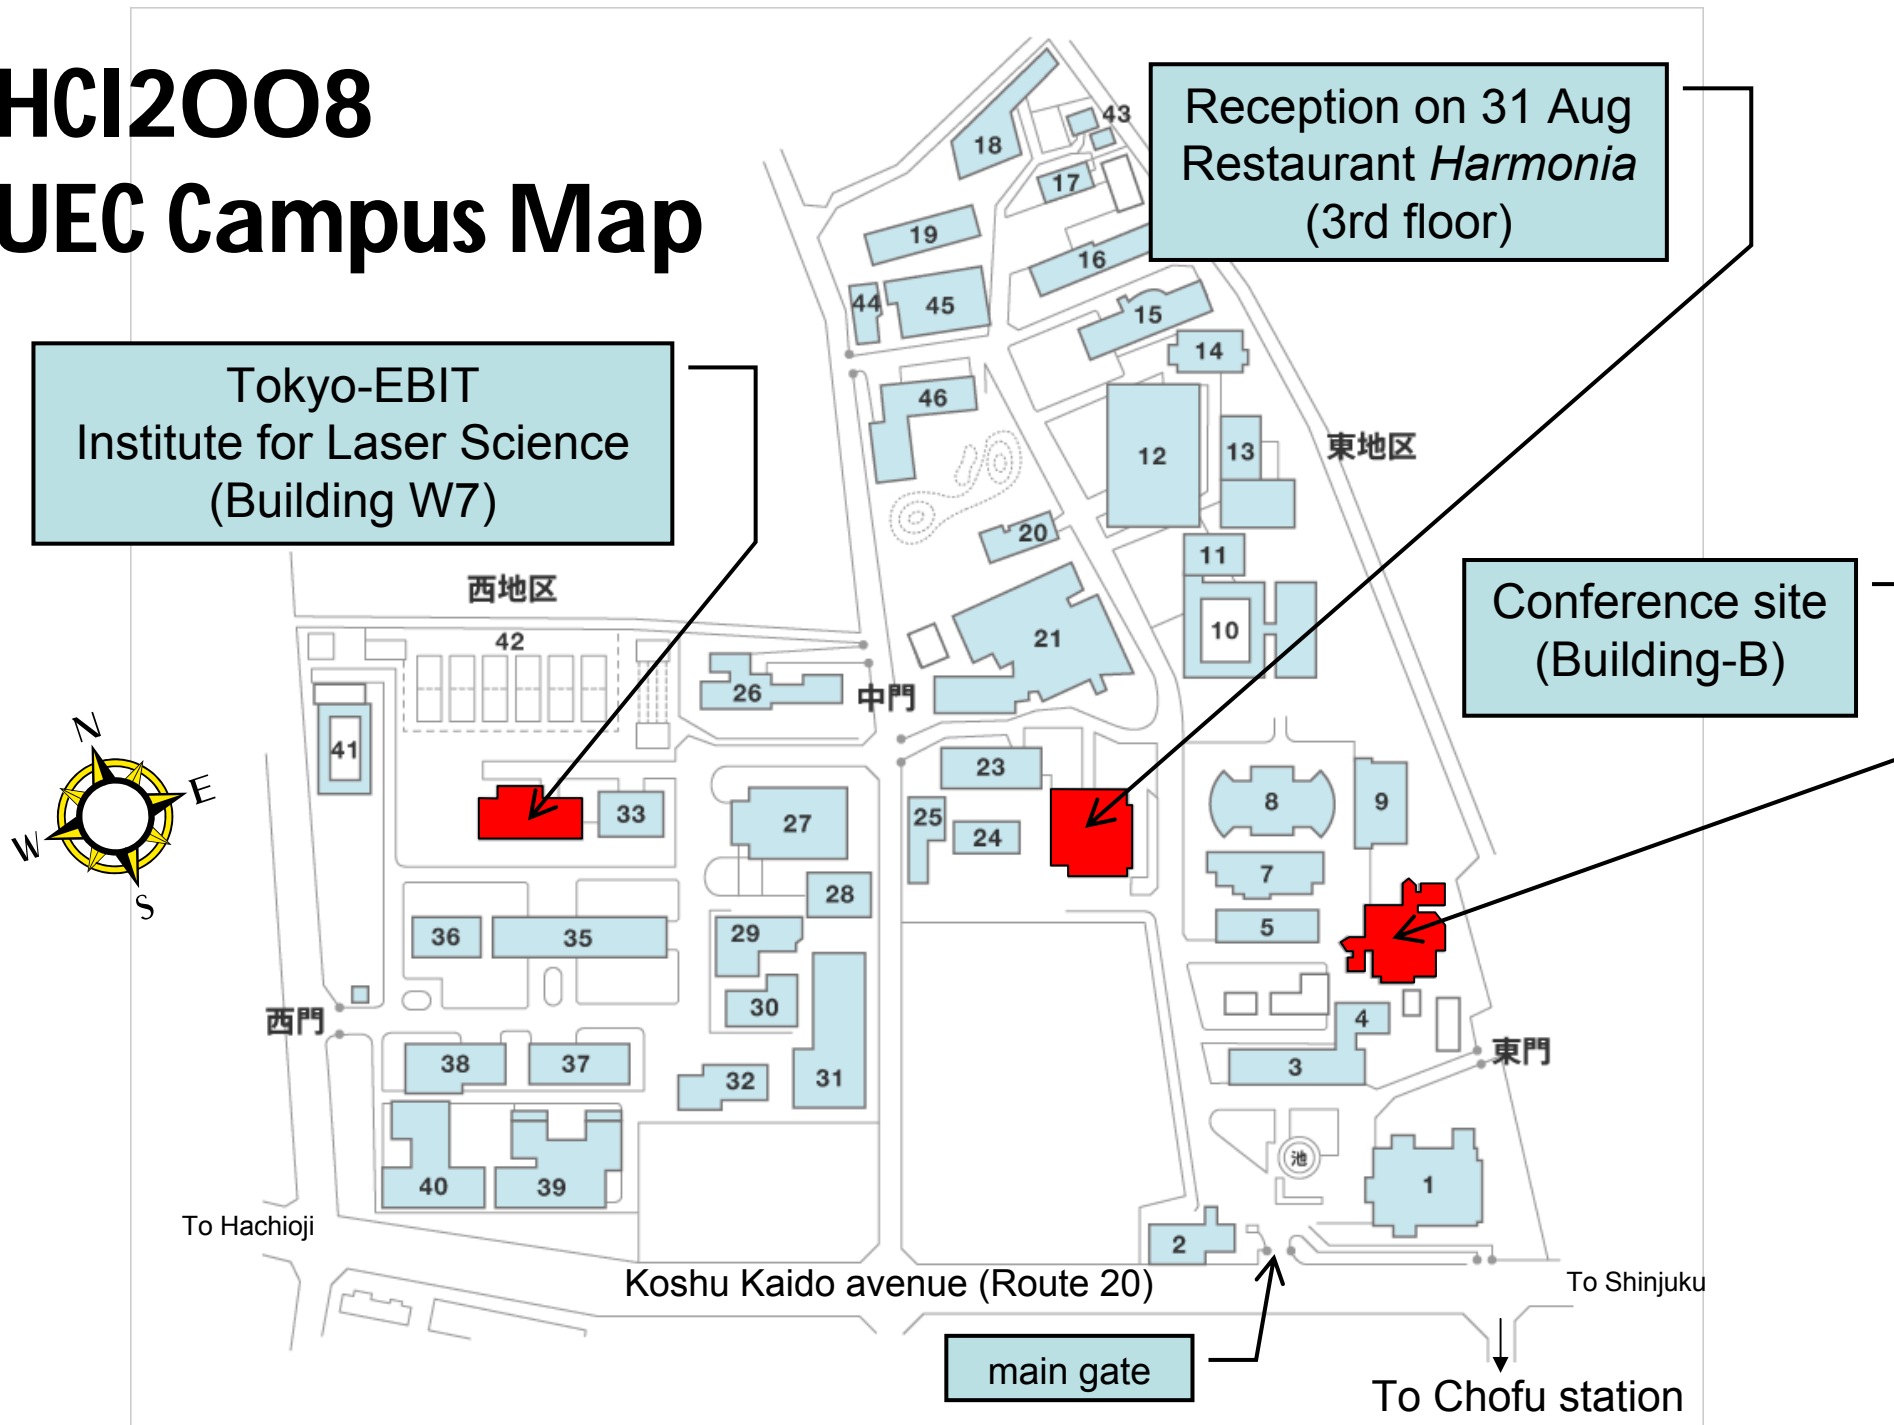 HCI2008
UEC Campus Map
Reception on 31 Aug
Restaurant Harmonia
(3rd floor)
Tokyo-EBIT
Institute for Laser Science
(Building W7)
Conference site
(Building-B)
18
43
17
19
16
44
45
15
14
46
12
13
東地区
20
11
西地区
42
21
10
26
中門
41
N
E
W
S
23
8
9
33
27
25
24
7
28
36
35
29
5
30
西門
4
38
37
32
31
3
東門
池
40
39
1
2
To Hachioji
Koshu Kaido avenue (Route 20)
To Shinjuku
main gate
To Chofu station